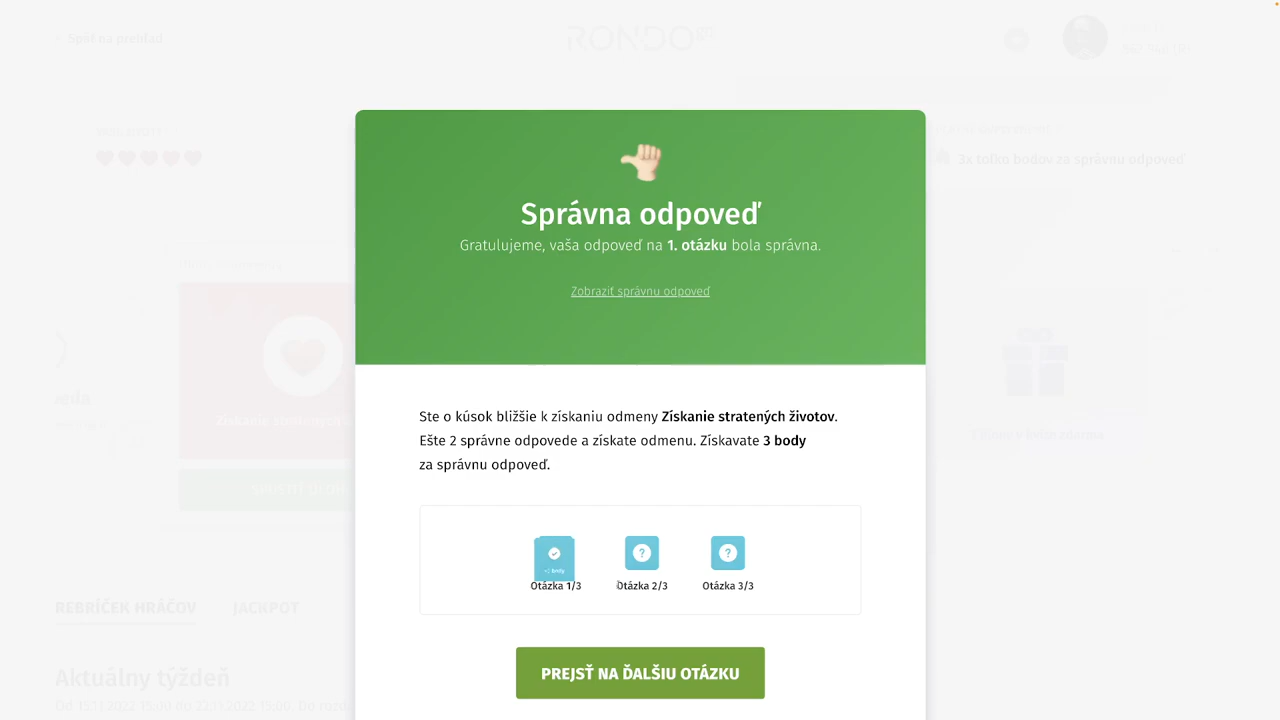 Späť na prehľad
RONDO
3x toľko bodov za správnu odpoveď
Správna odpoveď
Gratulujeme, vaša odpoveď na 1. otázku bola správna.
Zobraziť správnu odpoveď
Získanie stratených
Ste o kúsok bližšie k získaniu odmeny Získanie stratených životov.
Ešte 2 správne odpovede a získate odmenu. Získavate 3 body
za správnu odpoveď.
body
Otázka 1/3
Otázka 2/3
Otázka 3/3
PREJSŤ NA ĎALŠIU OTÁZKU
REBRÍČEK HRÁČOV
JACKPOT
Aktuálny týždeň